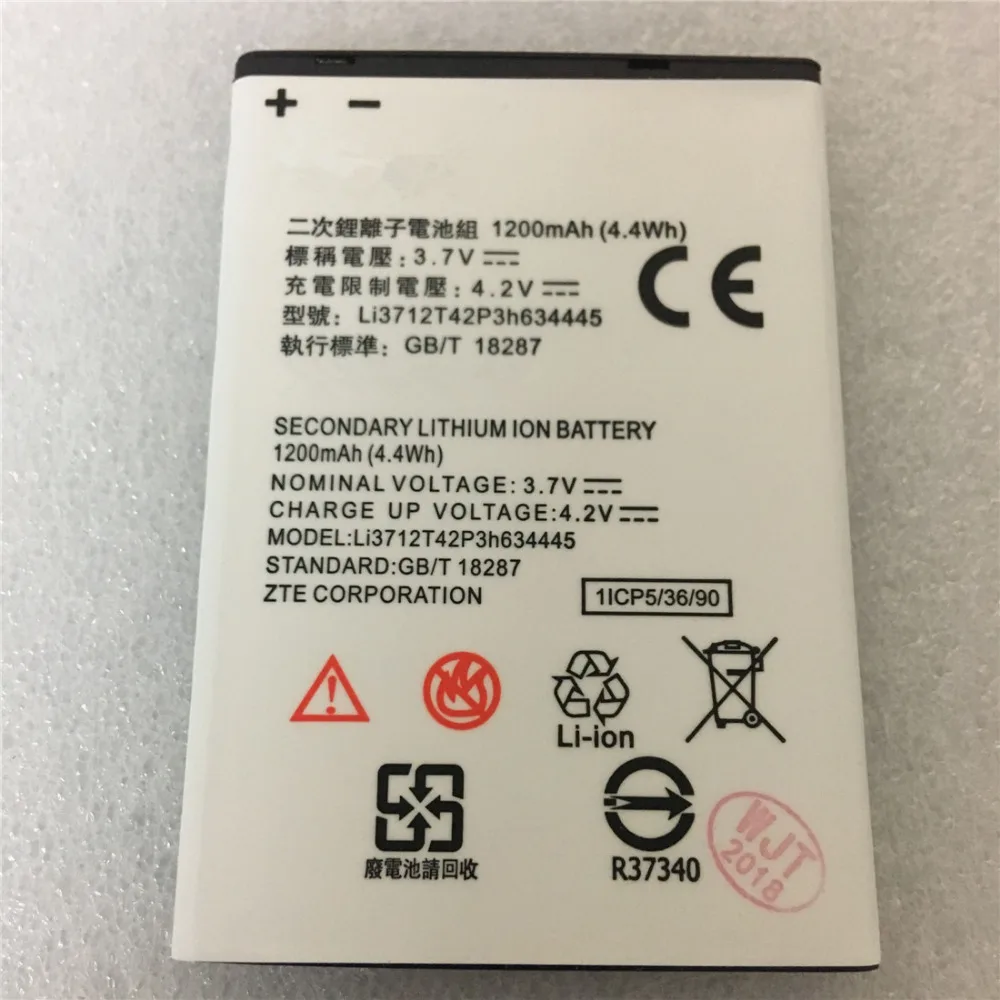 + −
二次鋰離子電池組 1200mAh (4.4Wh)
標稱電壓: 3.7V
充電限制電壓: 4.2V
型號: Li3712T42P3h634445
執行標準: GB/T 18287
CE
SECONDARY LITHIUM ION BATTERY
1200mAh (4.4Wh)
NOMINAL VOLTAGE: 3.7V
CHARGE UP VOLTAGE:4.2V
MODEL:Li3712T42P3h634445
STANDARD:GB/T 18287
ZTE CORPORATION
1ICP5/36/90
Li-ion
廢電池請回收
R37340
WJT
2018